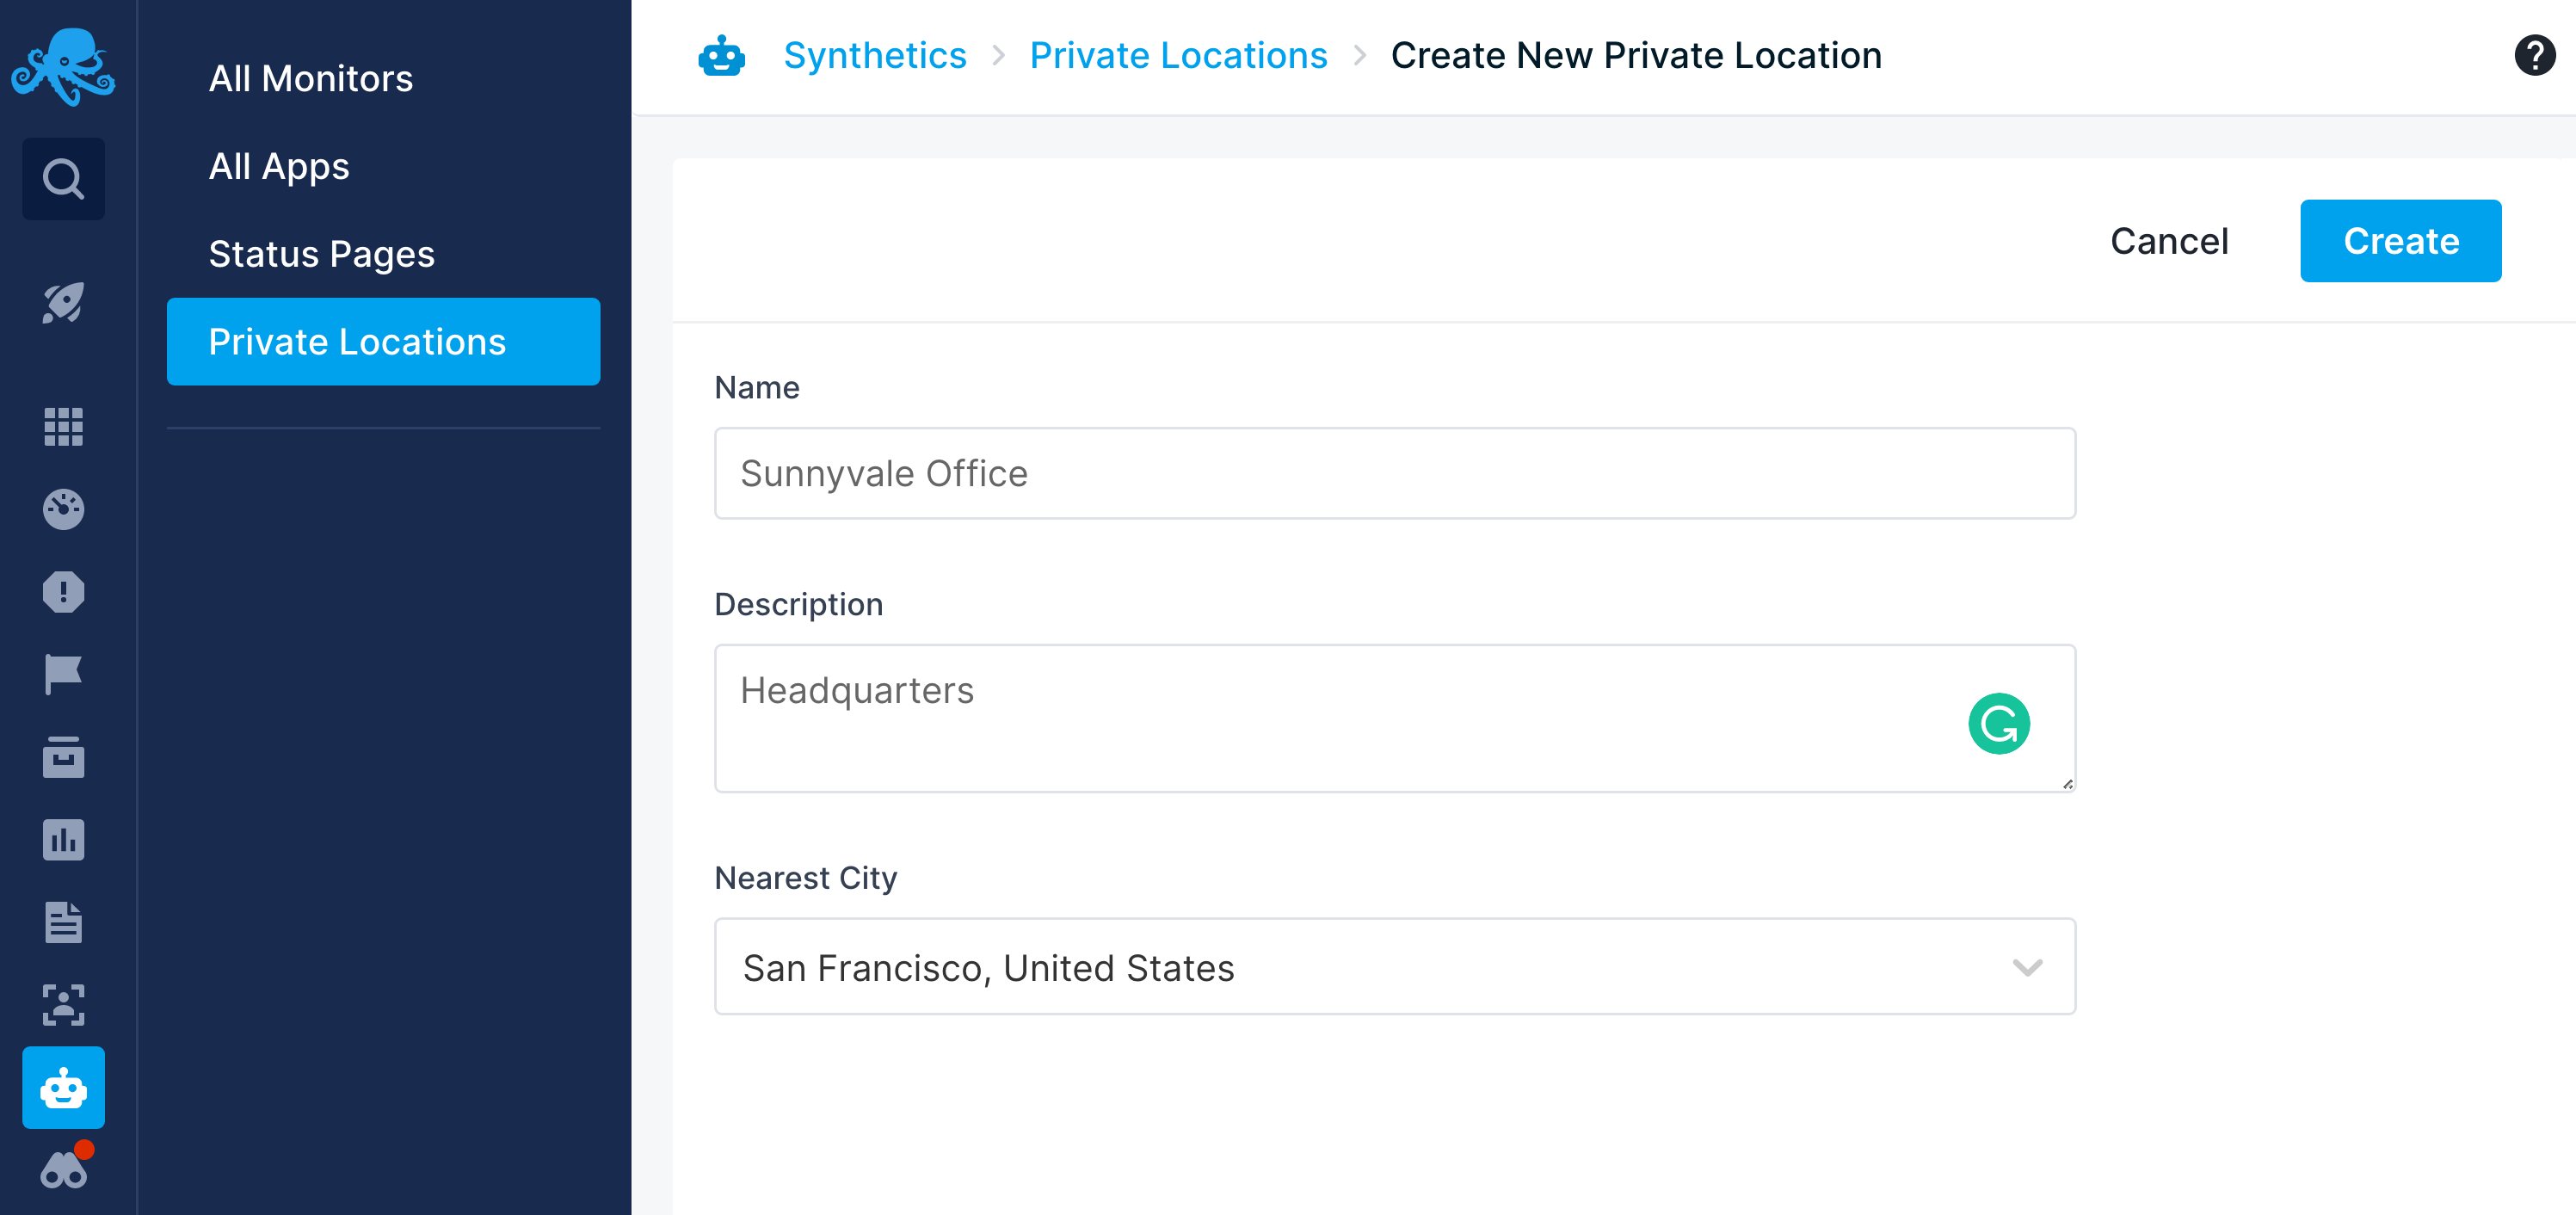 All Monitors
All Apps
Status Pages
Private Locations
Synthetics > Private Locations > Create New Private Location
Cancel
Create
Name
Sunnyvale Office
Description
Headquarters
Nearest City
San Francisco, United States